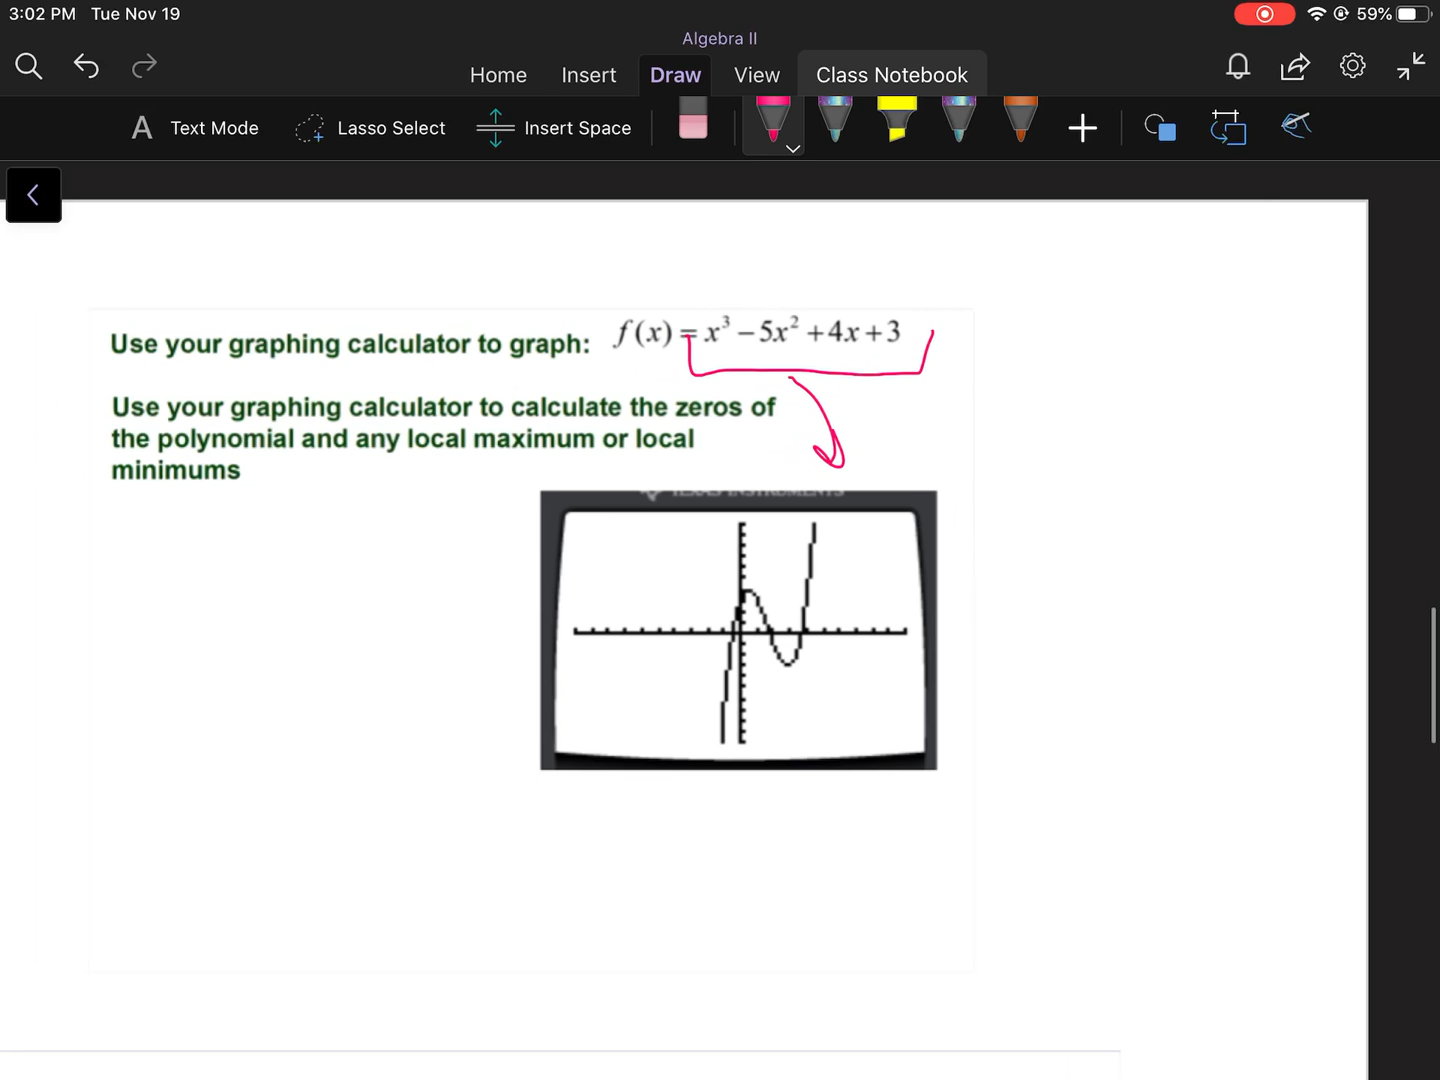 3:02 PM Tue Nov 19
59%
Algebra II
Home Insert Draw View Class Notebook
Text Mode Lasso Select Insert Space
Use your graphing calculator to graph: f(x) = x³ − 5x² + 4x + 3
Use your graphing calculator to calculate the zeros of
the polynomial and any local maximum or local
minimums
TEXAS INSTRUMENTS